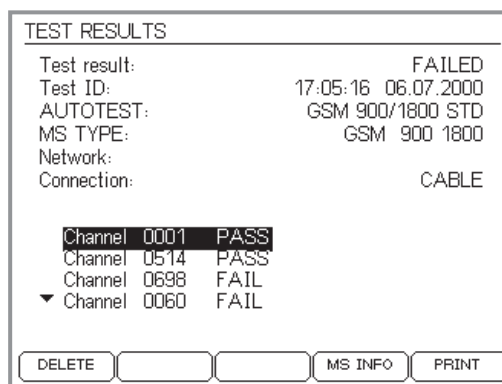 TEST RESULTS
Test result: FAILED
Test ID: 17:05:16 06.07.2000
AUTOTEST: GSM 900/1800 STD
MS TYPE: GSM 900 1800
Network:
Connection: CABLE
Channel 0001 PASS
Channel 0514 PASS
Channel 0698 FAIL
Channel 0060 FAIL
DELETE MS INFO PRINT